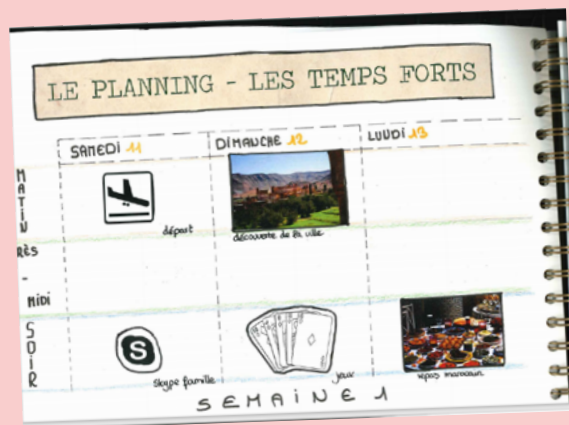 LE PLANNING - LES TEMPS FORTS
SAMEDI 11
DIMANCHE 12
LUNDI 13
MATIN
départ
découverte de la ville
RÈS
-
MIDI
SOIR
S
Skype famille
jeux
repas marocain
SEMAINE 1